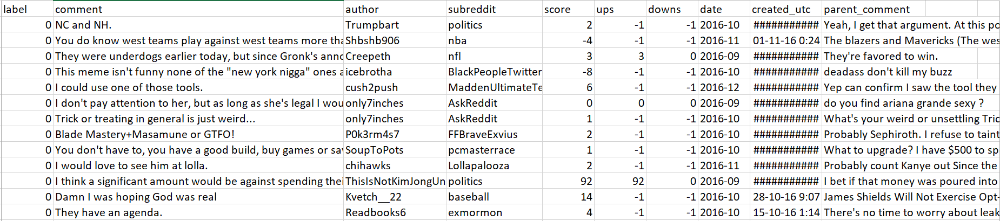 label comment author subreddit score ups downs date created_utc parent_comment
0 NC and NH. Trumpbart politics 2 -1 -1 2016-10 ########### Yeah, I get that argument. At this po
0 You do know west teams play against west teams more tha Shbshb906 nba -4 -1 -1 2016-11 01-11-16 0:24 The blazers and Mavericks (The wes
0 They were underdogs earlier today, but since Gronk's anno Creepeth nfl 3 3 0 2016-09 ########### They're favored to win.
0 This meme isn't funny none of the "new york nigga" ones a icebrotha BlackPeopleTwitter -8 -1 -1 2016-10 ########### deadass don't kill my buzz
0 I could use one of those tools. cush2push MaddenUltimateTe 6 -1 -1 2016-12 ########### Yep can confirm I saw the tool they
0 I don't pay attention to her, but as long as she's legal I wou only7inches AskReddit 0 0 0 2016-09 ########### do you find ariana grande sexy ?
0 Trick or treating in general is just weird... only7inches AskReddit 1 -1 -1 2016-10 ########### What's your weird or unsettling Tric
0 Blade Mastery+Masamune or GTFO! P0k3rm4s7 FFBraveExvius 2 -1 -1 2016-10 ########### Probably Sephiroth. I refuse to taint
0 You don't have to, you have a good build, buy games or sav SoupToPots pcmasterrace 1 -1 -1 2016-10 ########### What to upgrade? I have $500 to sp
0 I would love to see him at lolla. chihawks Lollapalooza 2 -1 -1 2016-11 ########### Probably count Kanye out Since the
0 I think a significant amount would be against spending thei ThisIsNotKimJongUn politics 92 92 0 2016-09 ########### I bet if that money was poured into
0 Damn I was hoping God was real Kvetch__22 baseball 14 -1 -1 2016-10 28-10-16 9:07 James Shields Will Not Exercise Opt-
0 They have an agenda. Readbooks6 exmormon 4 -1 -1 2016-10 15-10-16 1:14 There's no time to worry about leak